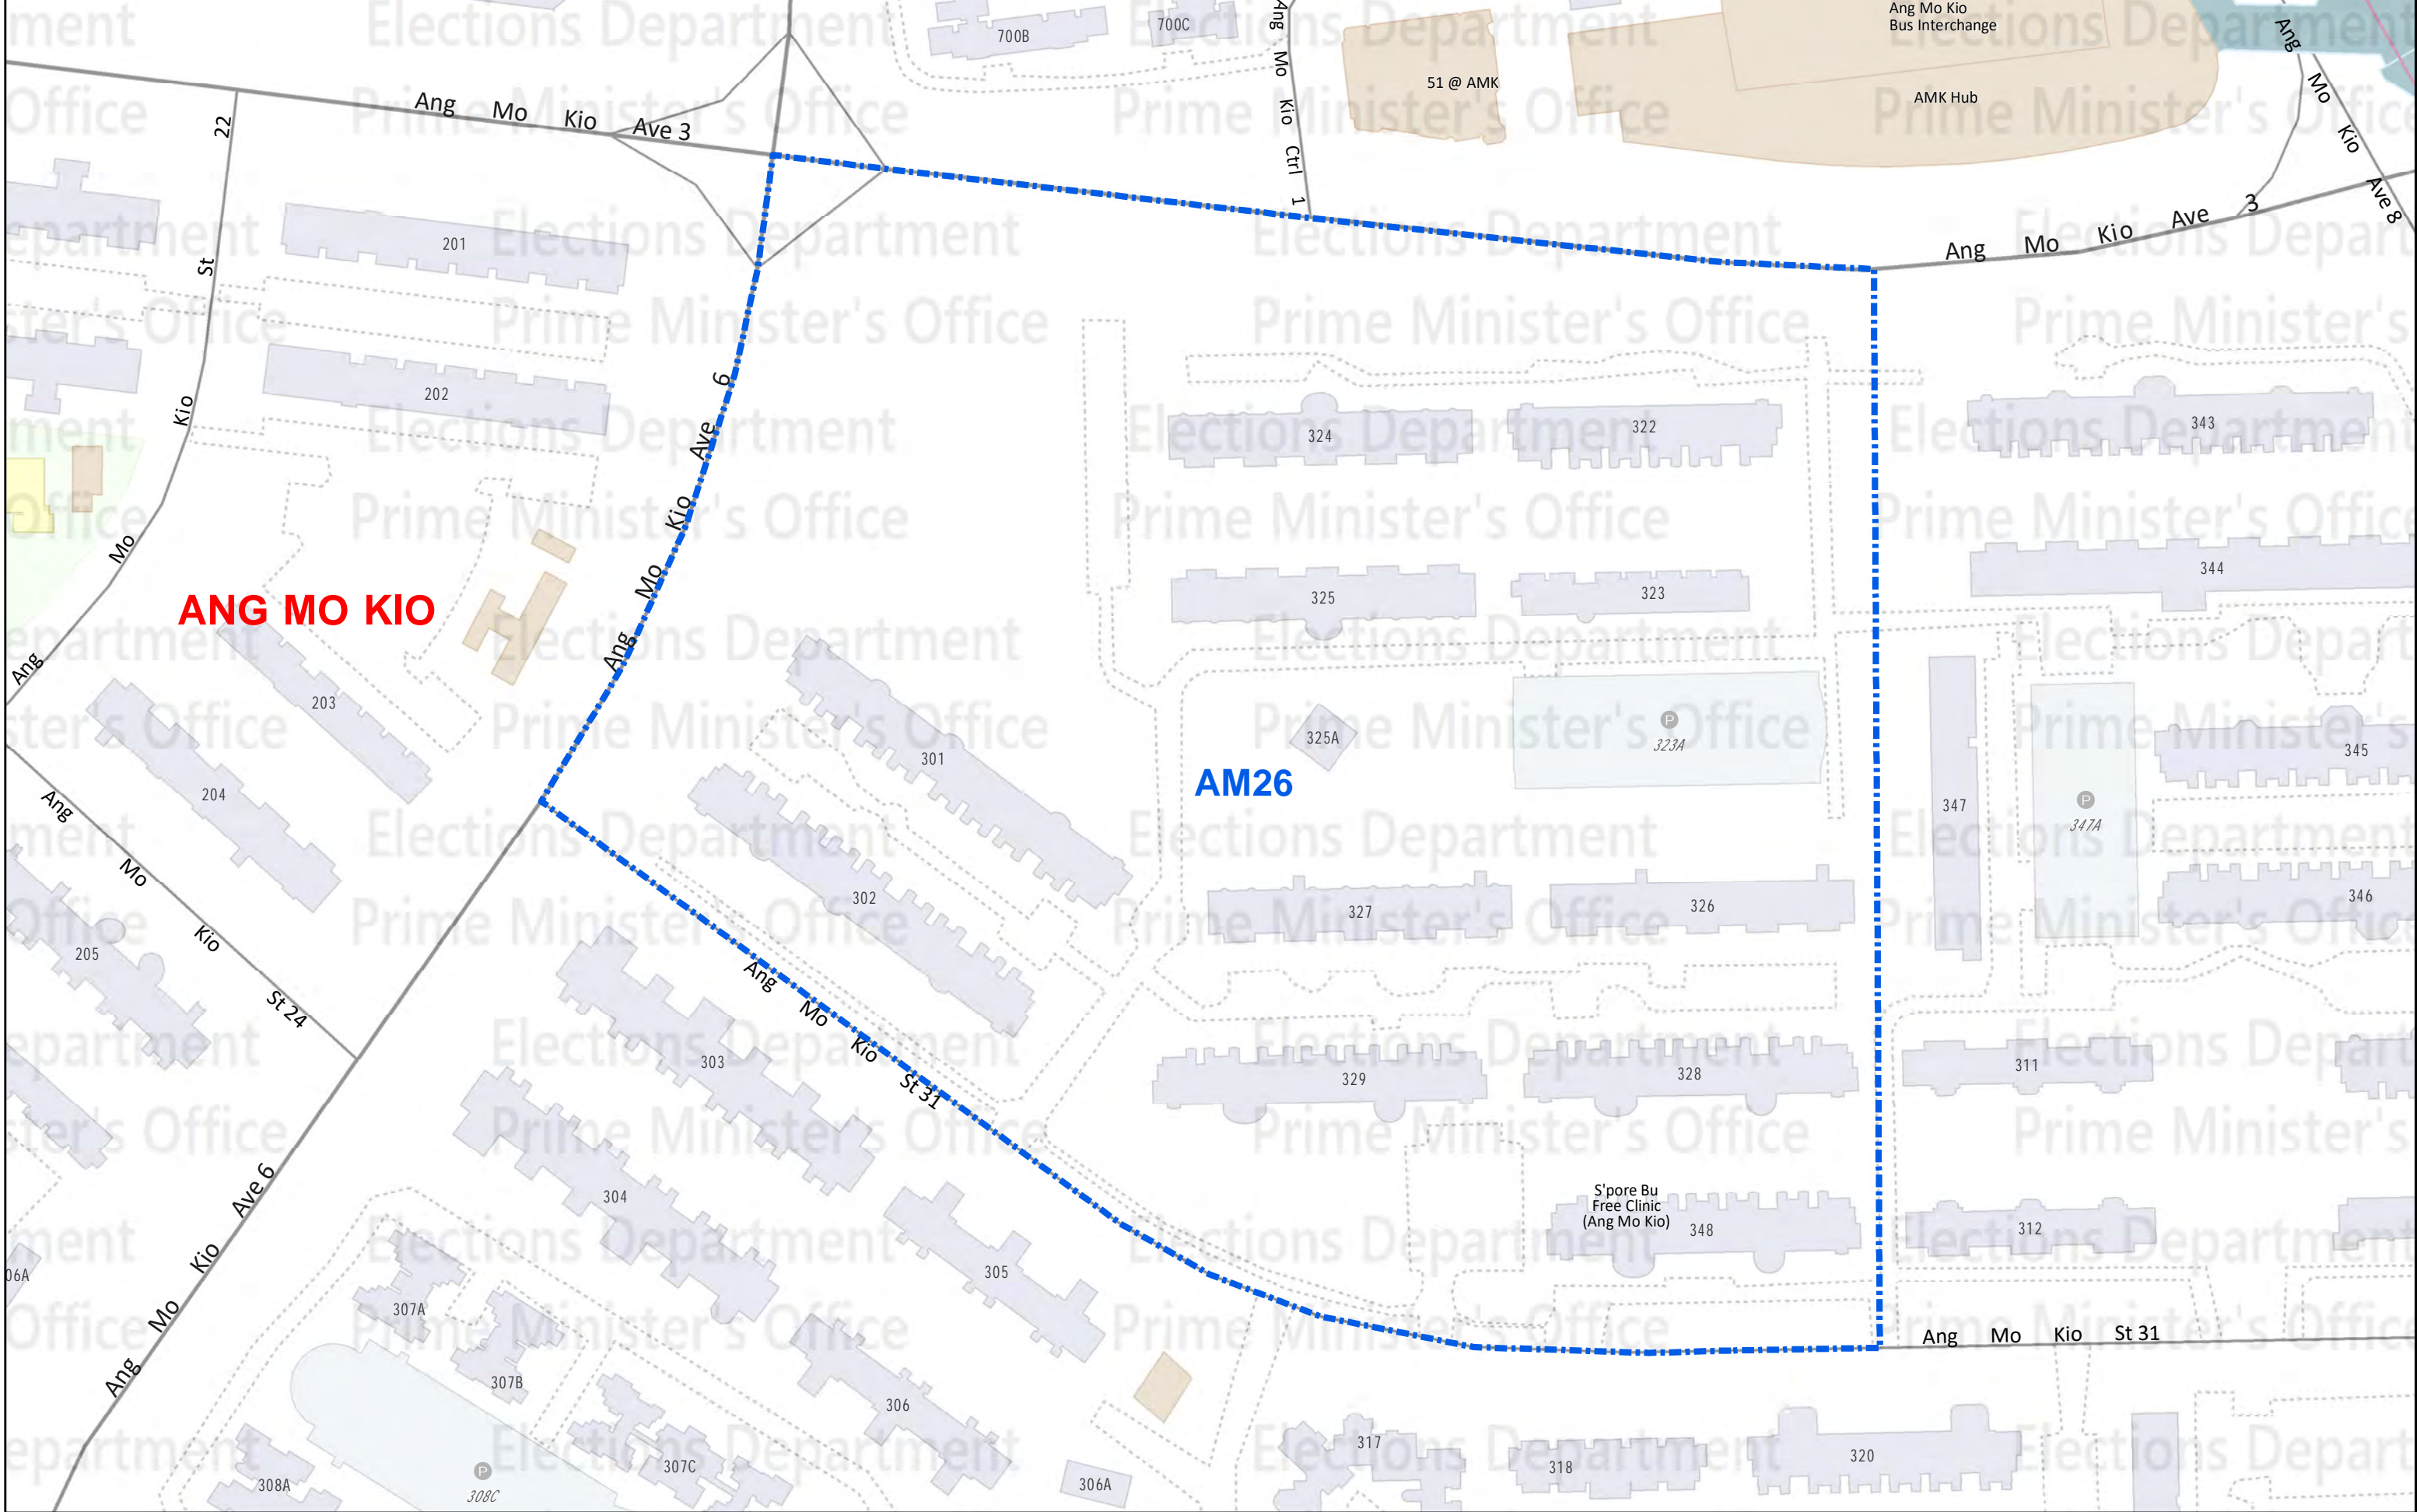 700B
700C
Ang Mo Kio Ctrl 1
51 @ AMK
Ang Mo Kio
Bus Interchange
AMK Hub
Ang Mo Kio Ave 8
Ang Mo Kio Ave 3
Ang Mo Kio Ave 3
Ang Mo Kio St 22
201
202
203
204
205
ANG MO KIO
Ang Mo Kio Ave 6
324
322
325
323
343
344
301
302
325A
P
323A
AM26
347
P
347A
345
346
327
326
Ang Mo Kio St 24
303
Ang Mo Kio St 31
329
328
311
304
305
S'pore Bu
Free Clinic
(Ang Mo Kio)
348
312
06A
Ang Mo Kio Ave 6
307A
307B
307C
306
306A
308A
P
308C
Ang Mo Kio St 31
317
318
320
Elections Department
Prime Minister's Office